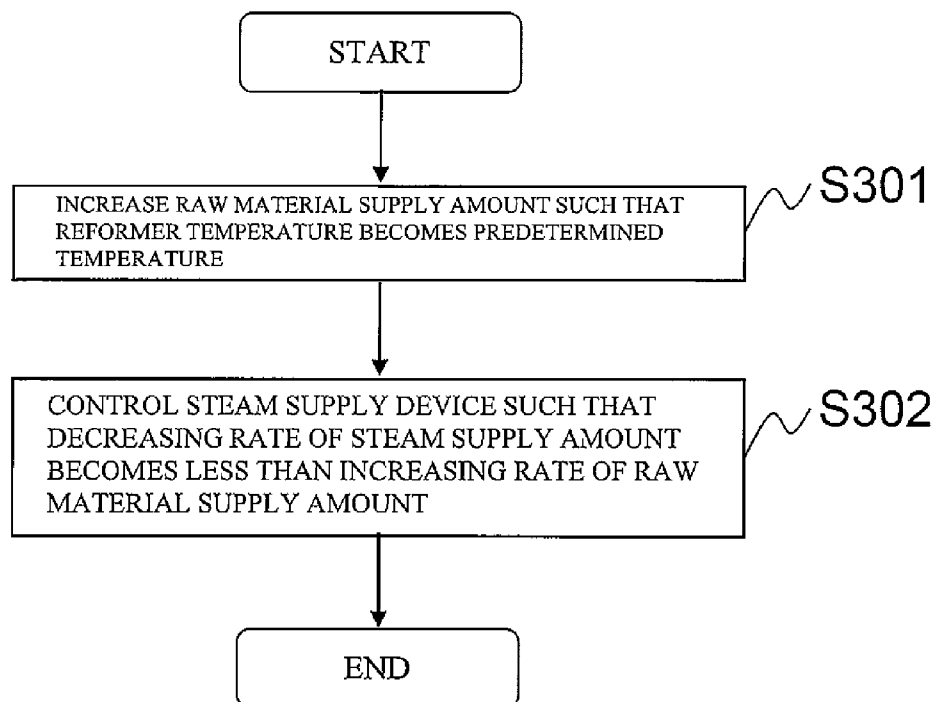 START
S301
INCREASE RAW MATERIAL SUPPLY AMOUNT SUCH THAT
REFORMER TEMPERATURE BECOMES PREDETERMINED
TEMPERATURE
S302
CONTROL STEAM SUPPLY DEVICE SUCH THAT
DECREASING RATE OF STEAM SUPPLY AMOUNT
BECOMES LESS THAN INCREASING RATE OF RAW
MATERIAL SUPPLY AMOUNT
END